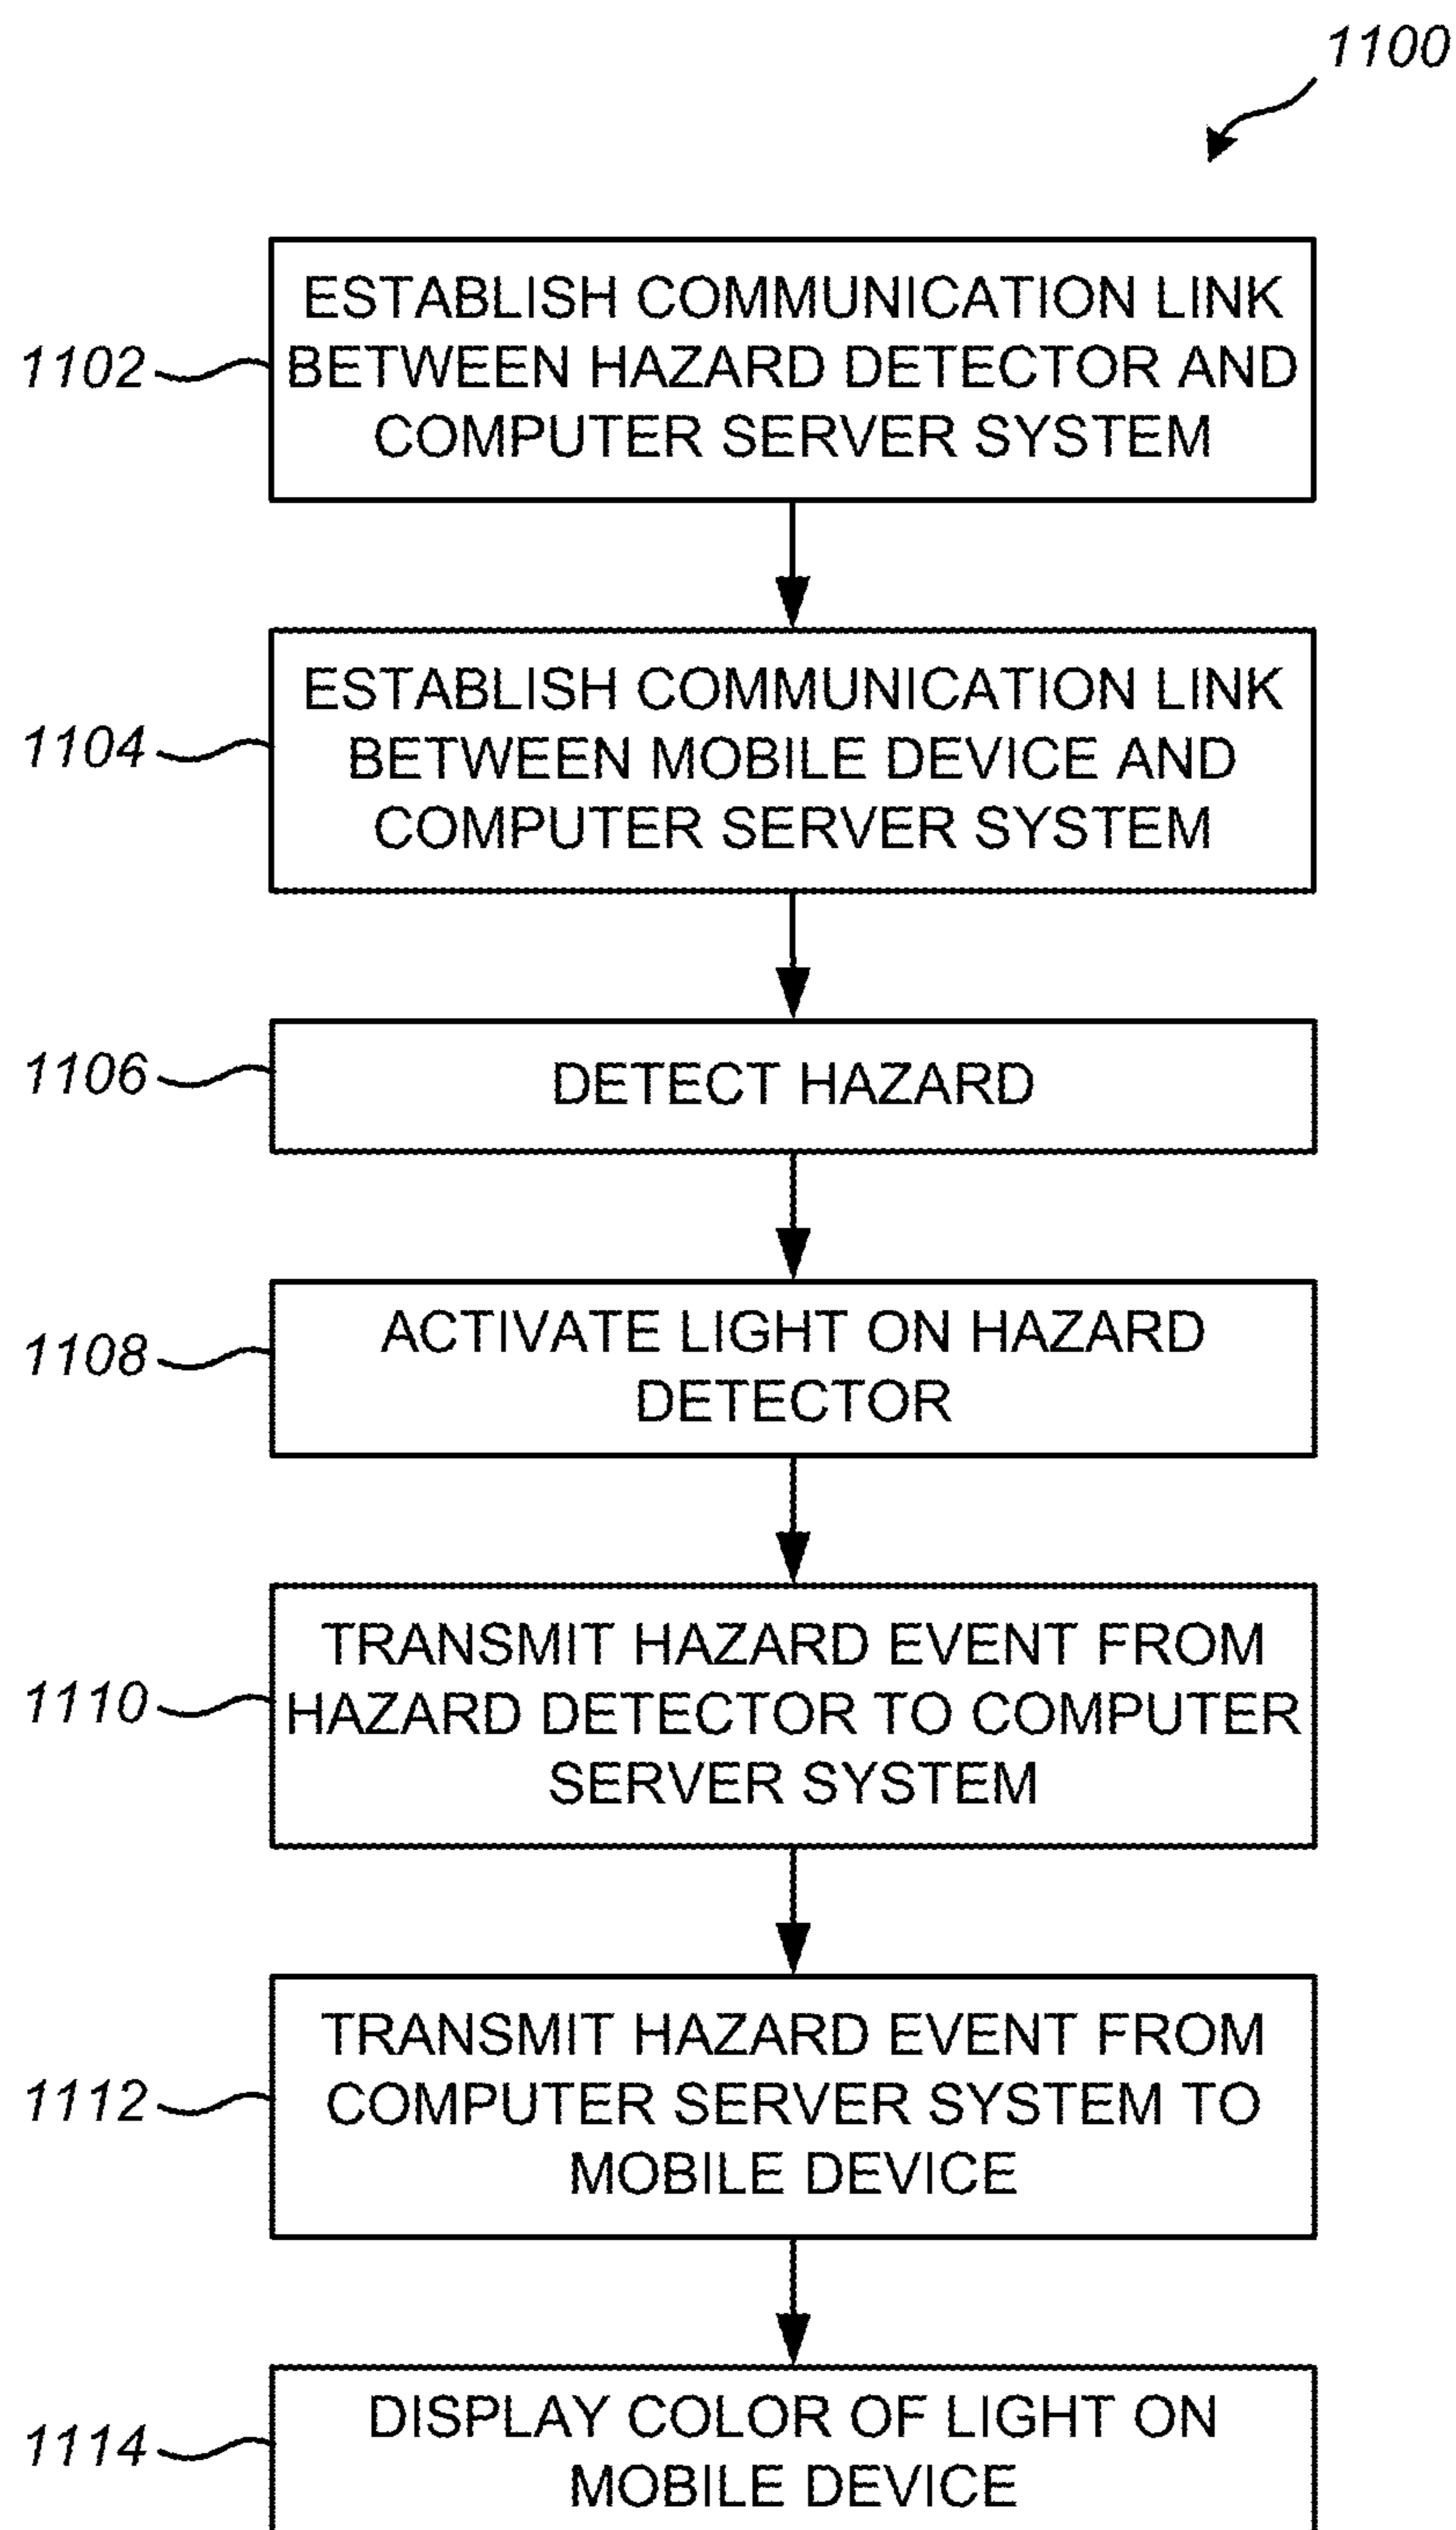 1100
1102
ESTABLISH COMMUNICATION LINK
BETWEEN HAZARD DETECTOR AND
COMPUTER SERVER SYSTEM
1104
ESTABLISH COMMUNICATION LINK
BETWEEN MOBILE DEVICE AND
COMPUTER SERVER SYSTEM
1106
DETECT HAZARD
1108
ACTIVATE LIGHT ON HAZARD
DETECTOR
1110
TRANSMIT HAZARD EVENT FROM
HAZARD DETECTOR TO COMPUTER
SERVER SYSTEM
1112
TRANSMIT HAZARD EVENT FROM
COMPUTER SERVER SYSTEM TO
MOBILE DEVICE
1114
DISPLAY COLOR OF LIGHT ON
MOBILE DEVICE